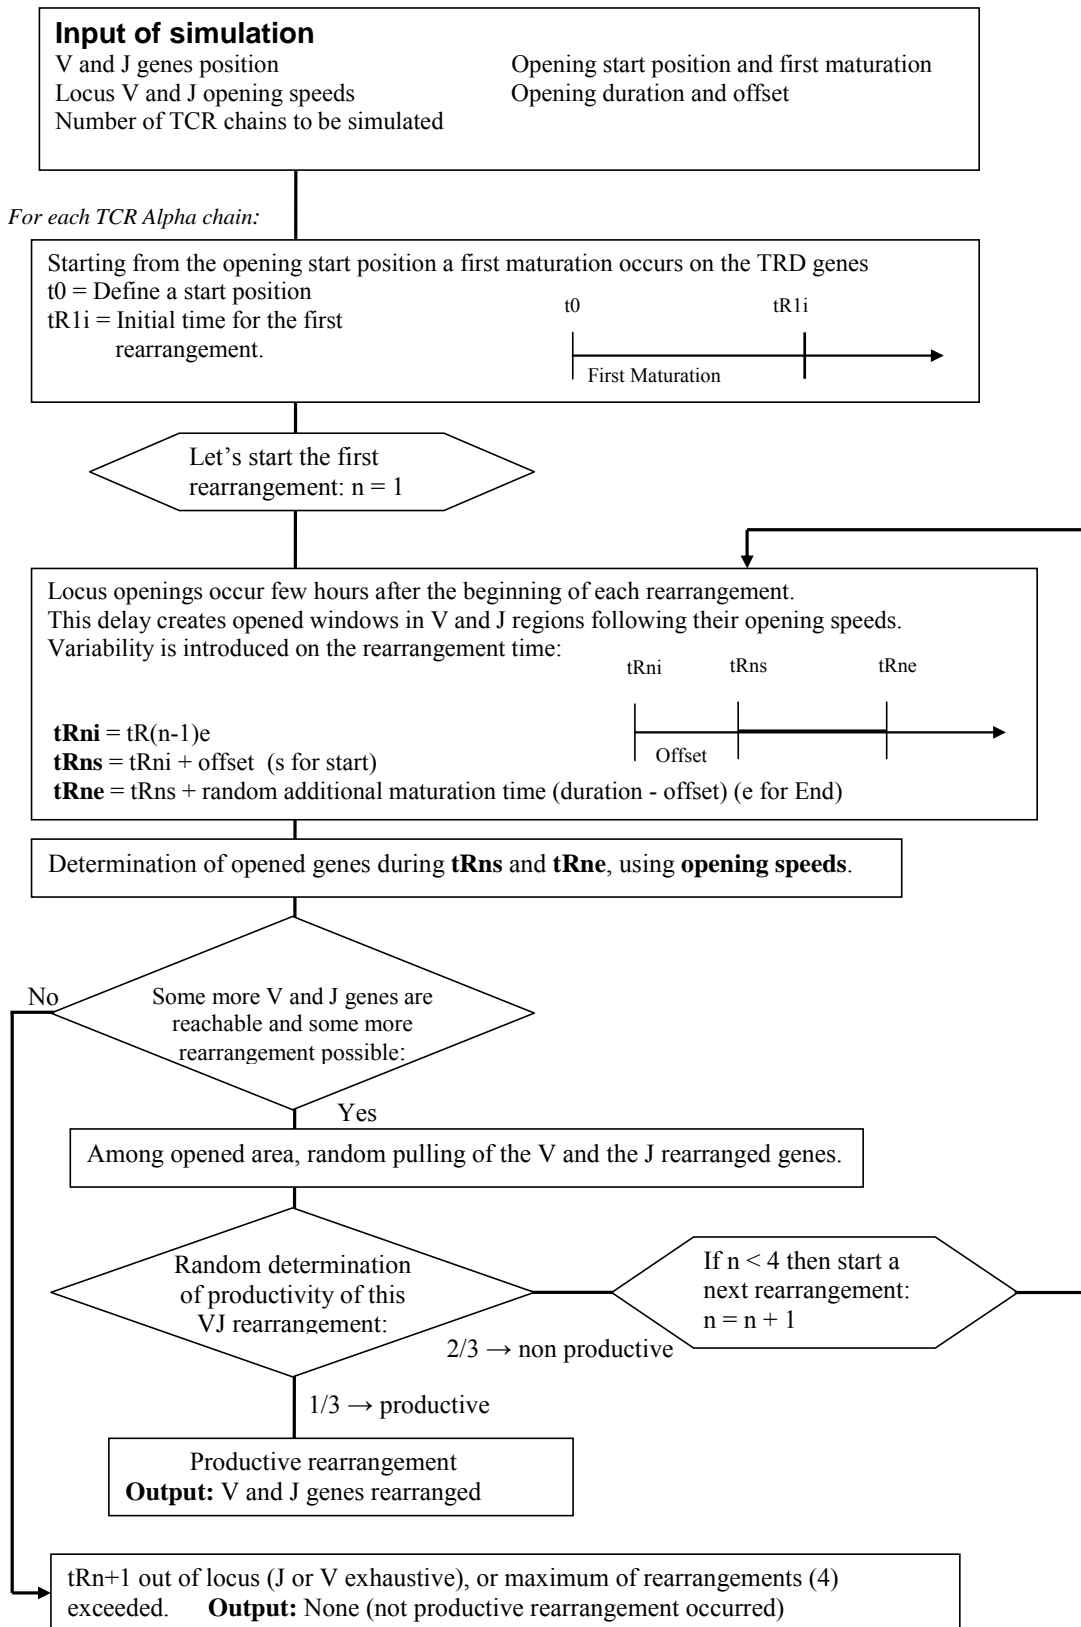 Input of simulation
V and J genes position
Opening start position and first maturation
Locus V and J opening speeds
Opening duration and offset
Number of TCR chains to be simulated
For each TCR Alpha chain:
Starting from the opening start position a first maturation occurs on the TRD genes
t0 = Define a start position
tR1i = Initial time for the first
rearrangement.
t0
tR1i
First Maturation
Let's start the first
rearrangement: n = 1
Locus openings occur few hours after the beginning of each rearrangement.
This delay creates opened windows in V and J regions following their opening speeds.
Variability is introduced on the rearrangement time:
tRni
tRns
tRne
Offset
tRni = tR(n-1)e
tRns = tRni + offset (s for start)
tRne = tRns + random additional maturation time (duration - offset) (e for End)
Determination of opened genes during tRns and tRne, using opening speeds.
No
Some more V and J genes are
reachable and some more
rearrangement possible:
Yes
Among opened area, random pulling of the V and the J rearranged genes.
Random determination
of productivity of this
VJ rearrangement:
If n < 4 then start a
next rearrangement:
n = n + 1
2/3 → non productive
1/3 → productive
Productive rearrangement
Output: V and J genes rearranged
tRn+1 out of locus (J or V exhaustive), or maximum of rearrangements (4)
exceeded. Output: None (not productive rearrangement occurred)